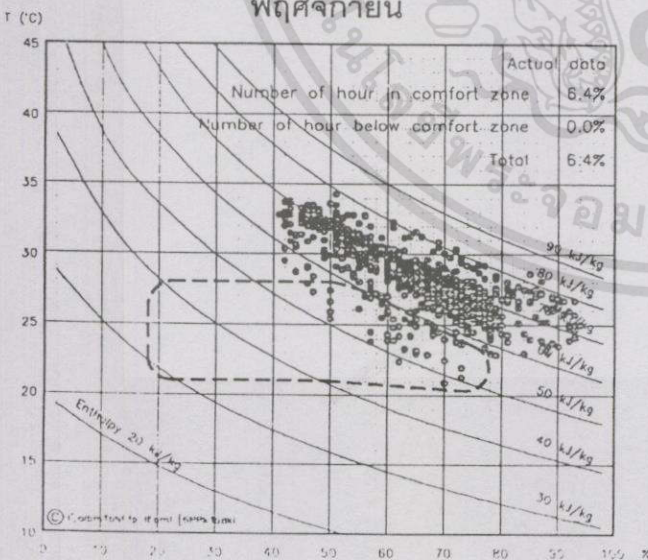 พฤศจิกายน
T (°C)
45
Actual data
40
Number of hour in comfort zone 6.4%
Number of hour below comfort zone 0.0%
Total 6.4%
35
30
90 kJ/kg
80 kJ/kg
25
kJ/kg
20
50 kJ/kg
Enthalpy 20 kJ/kg
40 kJ/kg
15
30 kJ/kg
10
©
0 10 20 30 40 50 60 70 80 90 100 %